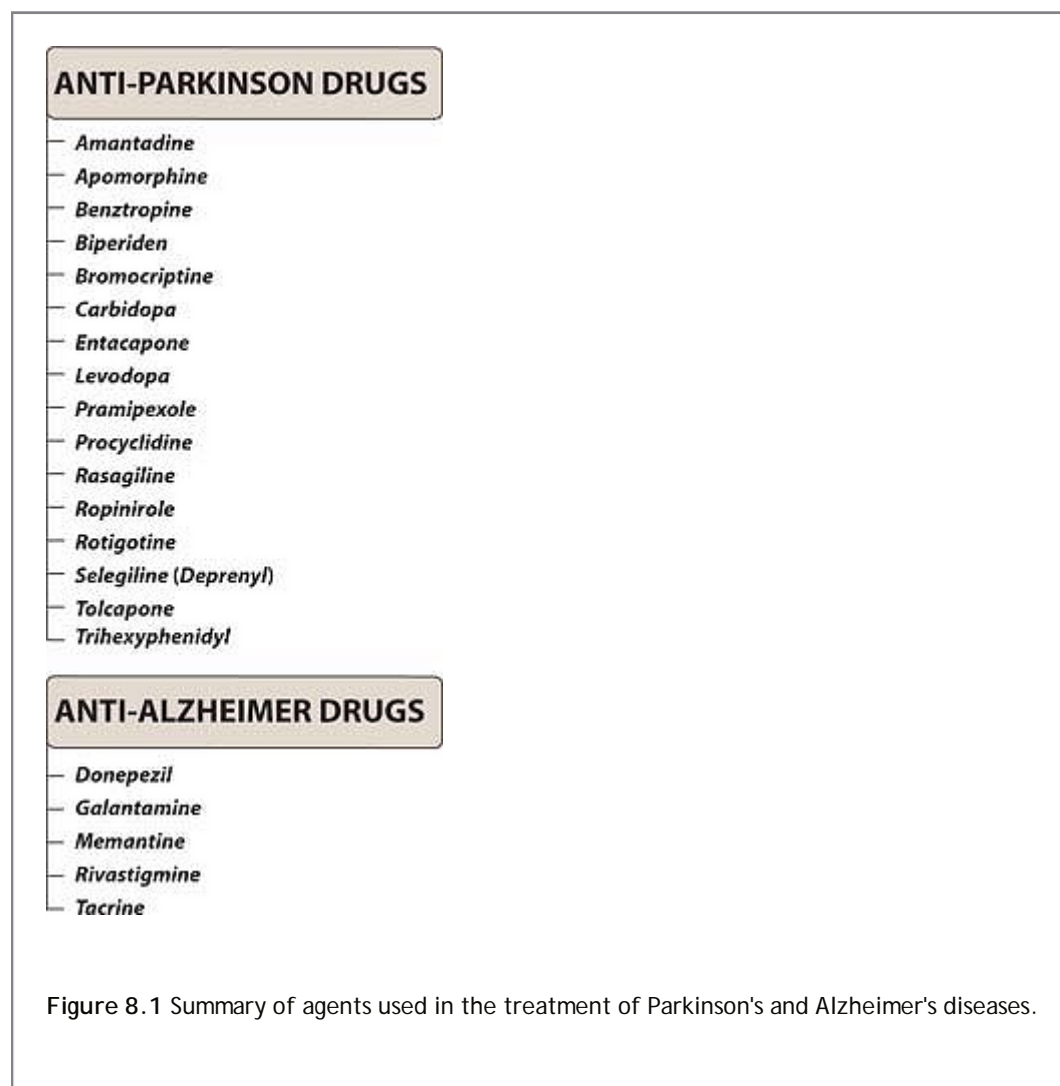 ANTI-PARKINSON DRUGS
Amantadine
Apomorphine
Benztropine
Biperiden
Bromocriptine
Carbidopa
Entacapone
Levodopa
Pramipexole
Procyclidine
Rasagiline
Ropinirole
Rotigotine
Selegiline (Deprenyl)
Tolcapone
Trihexyphenidyl
ANTI-ALZHEIMER DRUGS
Donepezil
Galantamine
Memantine
Rivastigmine
Tacrine
Figure 8.1 Summary of agents used in the treatment of Parkinson's and Alzheimer's diseases.